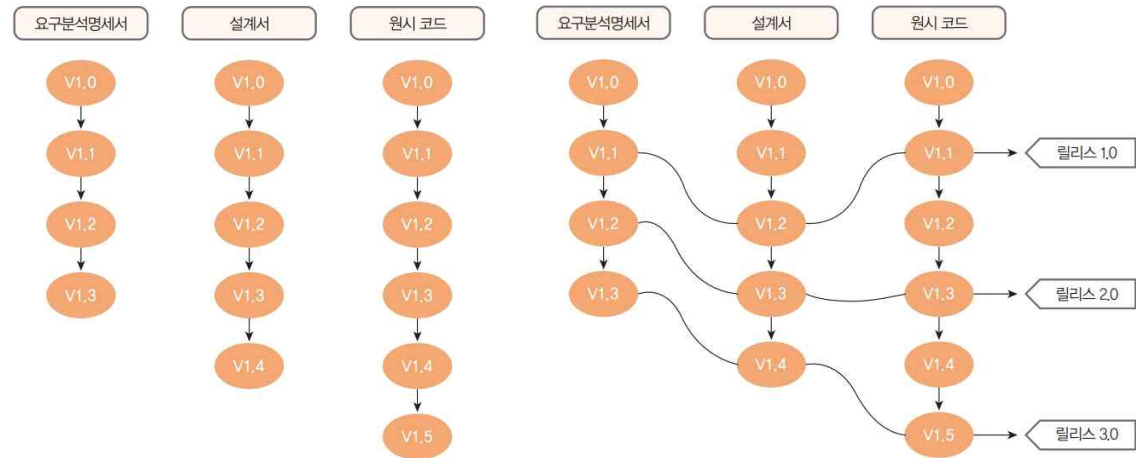 요구분석명세서 설계서 원시 코드 요구분석명세서 설계서 원시 코드
V1.0 V1.0 V1.0 V1.0 V1.0 V1.0
V1.1 V1.1 V1.1 V1.1 V1.1 V1.1 릴리스 1.0
V1.2 V1.2 V1.2 V1.2 V1.2 V1.2
V1.3 V1.3 V1.3 V1.3 V1.3 V1.3 릴리스 2.0
V1.4 V1.4 V1.4 V1.4
V1.5 V1.5 릴리스 3.0